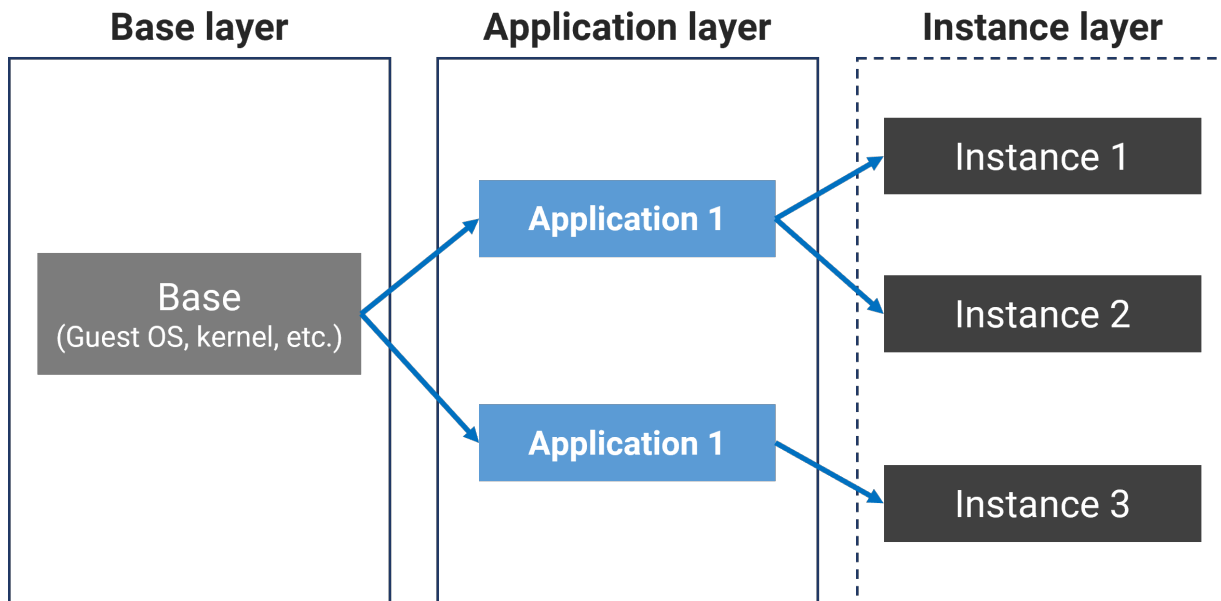 Base layer
Application layer
Instance layer
Base
(Guest OS, kernel, etc.)
Application 1
Application 1
Instance 1
Instance 2
Instance 3